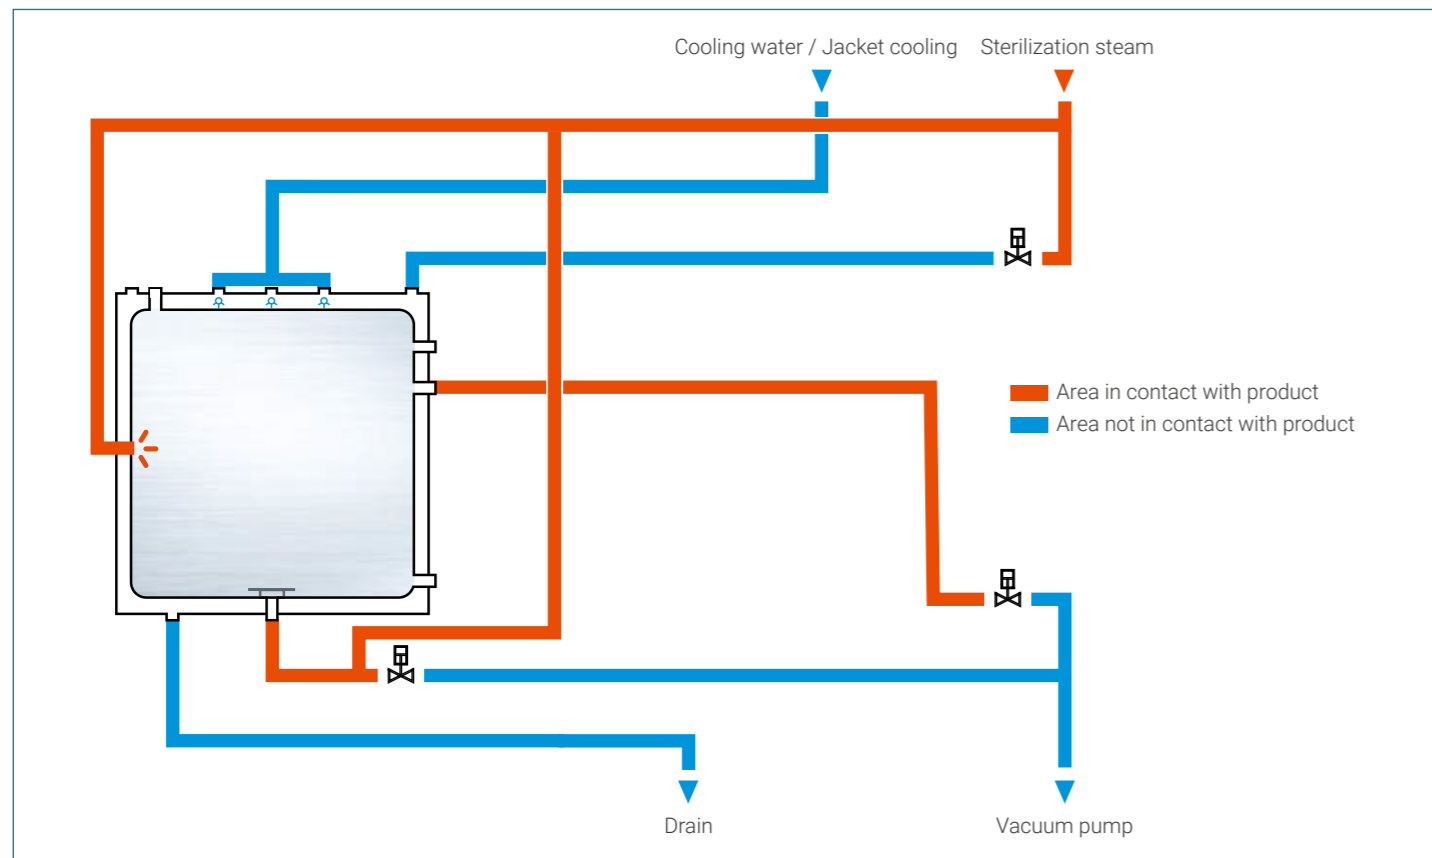 Cooling water / Jacket cooling
Sterilization steam
Area in contact with product
Area not in contact with product
Drain
Vacuum pump